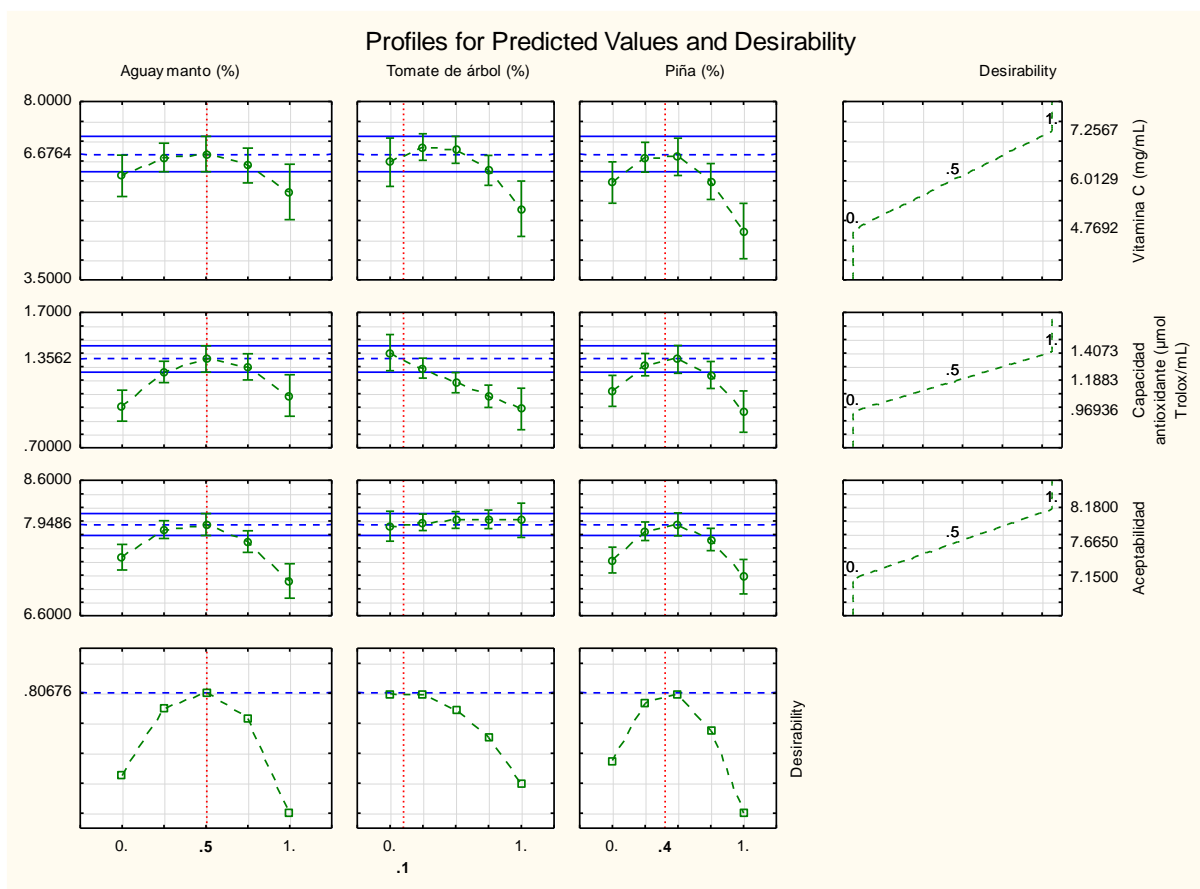 Profiles for Predicted Values and Desirability
Aguaymanto (%)
Tomate de árbol (%)
Piña (%)
Desirability
8.0000
6.6764
3.5000
1.
.5
0.
7.2567
6.0129
4.7692
Vitamina C (mg/mL)
1.7000
1.3562
.70000
1.
.5
0.
1.4073
1.1883
.96936
Capacidad
antioxidante (µmol
Trolox/mL)
8.6000
7.9486
6.6000
1.
.5
0.
8.1800
7.6650
7.1500
Aceptabilidad
.80676
Desirability
0. .5 1.
0. 1.
.1
0. .4 1.